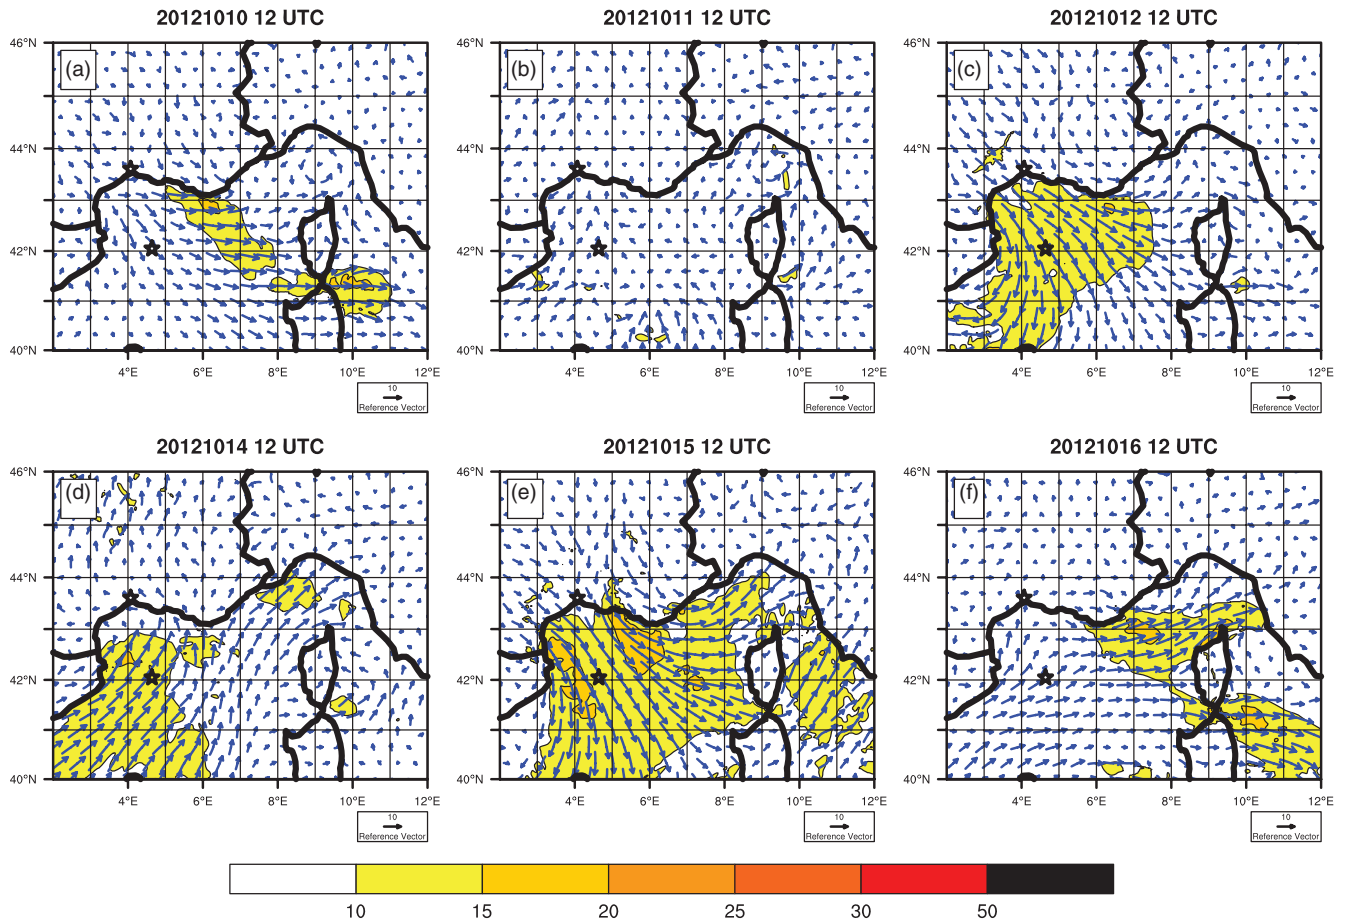 20121010 12 UTC
20121011 12 UTC
20121012 12 UTC
(a)
(b)
(c)
46°N
44°N
42°N
40°N
4°E 6°E 8°E 10°E 12°E
4°E 6°E 8°E 10°E 12°E
4°E 6°E 8°E 10°E 12°E
10
Reference Vector
10
Reference Vector
10
Reference Vector
20121014 12 UTC
20121015 12 UTC
20121016 12 UTC
(d)
(e)
(f)
46°N
44°N
42°N
40°N
46°N
44°N
42°N
40°N
46°N
44°N
42°N
40°N
46°N
44°N
42°N
40°N
46°N
44°N
42°N
40°N
4°E 6°E 8°E 10°E 12°E
4°E 6°E 8°E 10°E 12°E
4°E 6°E 8°E 10°E 12°E
10
Reference Vector
10
Reference Vector
10
Reference Vector
10 15 20 25 30 50